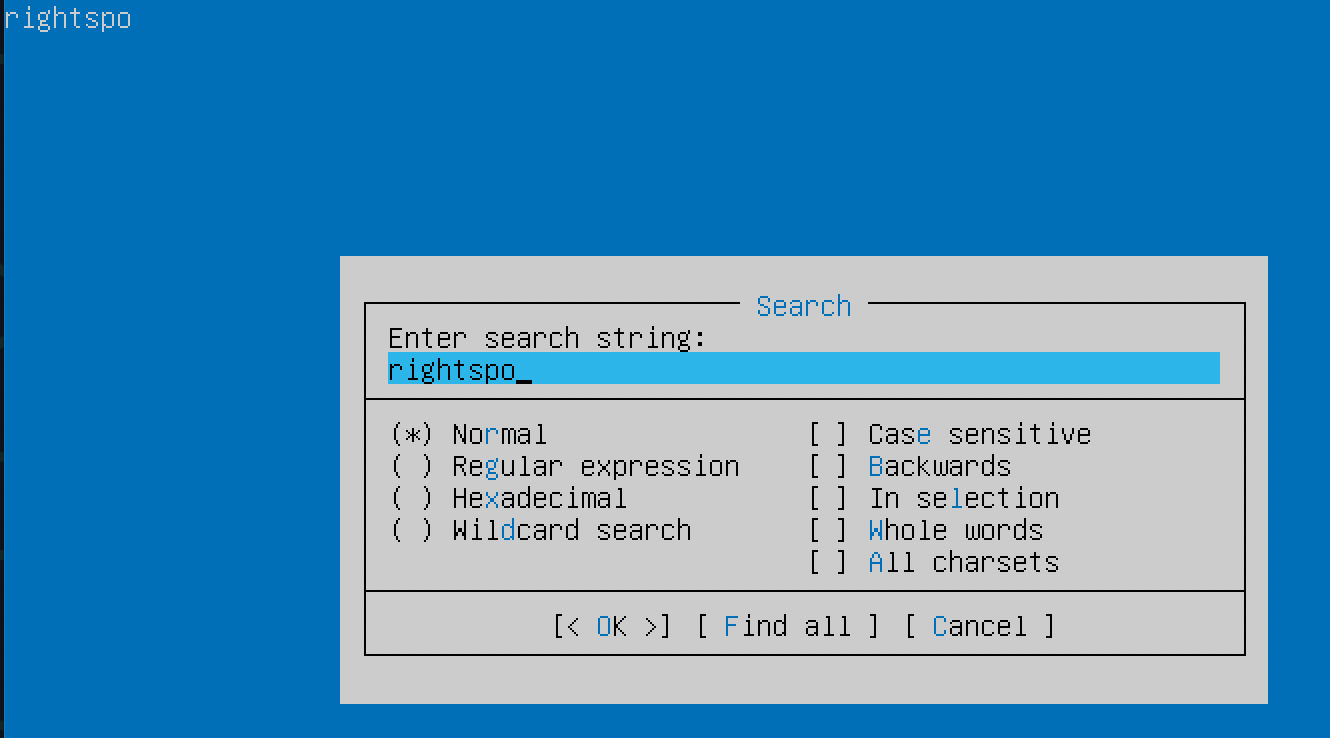 rightspo
Search
Enter search string:
rightspo_
(*) Normal [ ] Case sensitive
( ) Regular expression [ ] Backwards
( ) Hexadecimal [ ] In selection
( ) Wildcard search [ ] Whole words
[ ] All charsets
[< OK >] [ Find all ] [ Cancel ]